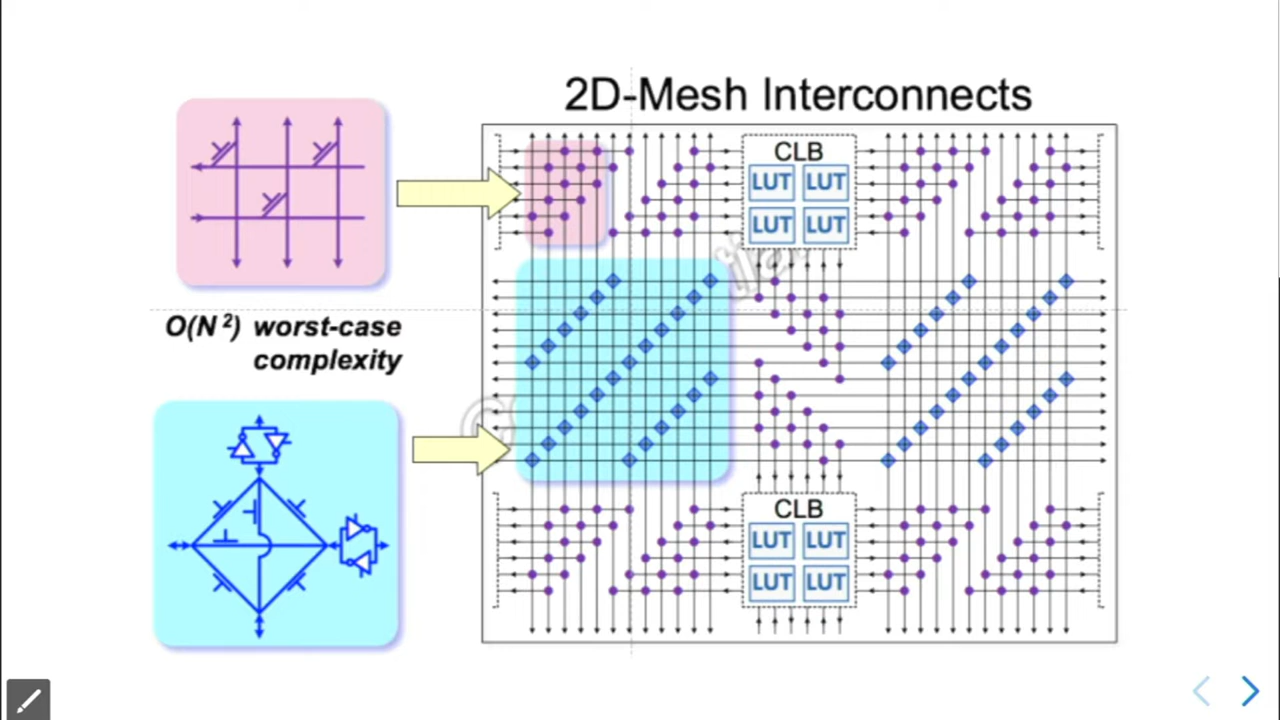 2D-Mesh Interconnects
CLB
LUT LUT
LUT LUT
O(N²) worst-case
complexity
CLB
LUT LUT
LUT LUT